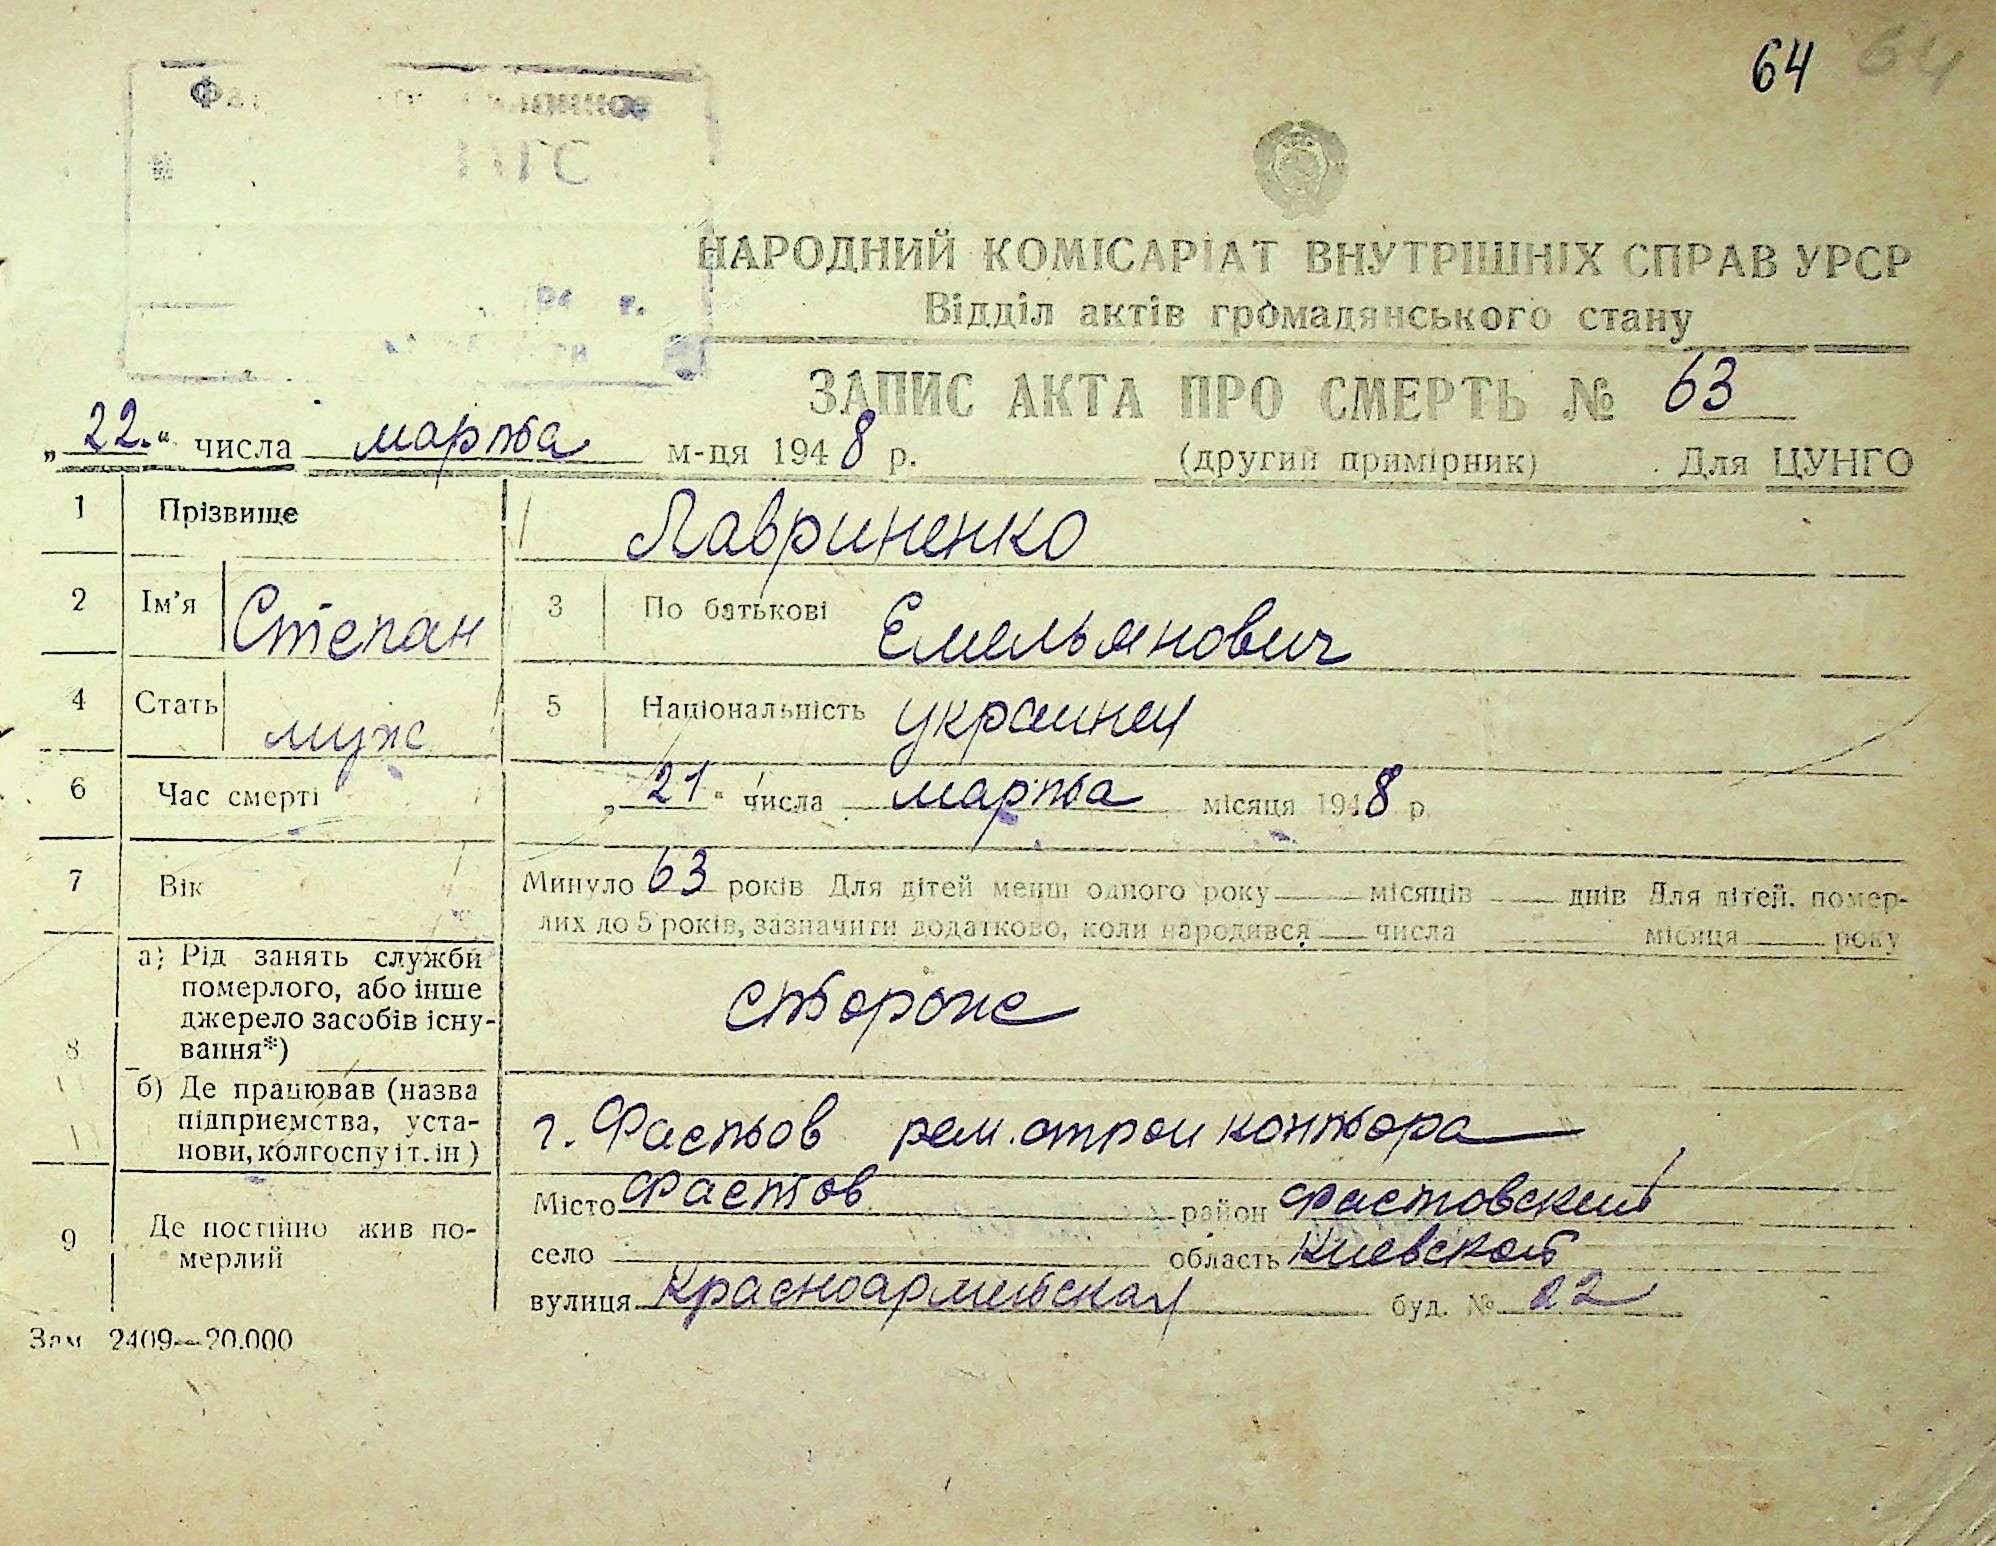 64 64
ЗАГС
НАРОДНИЙ КОМІСАРІАТ ВНУТРІШНІХ СПРАВ УРСР
Відділ актів громадянського стану
ЗАПИС АКТА ПРО СМЕРТЬ № 63
„22.“ числа марта м-ця 1948 р. (другий примірник) Для ЦУНГО
1 Прізвище Лавриненко
2 Ім’я Степан 3 По батькові Емельянович
4 Стать муж 5 Національність украинец
6 Час смерті „21“ числа марта місяця 1948 р
7 Вік Минуло 63 років Для дітей менш одного року місяців днів Для дітей. помер-
лих до 5 років, зазначити додатково, коли народився числа місяця року
8 а) Рід занять служби
померлого, або інше
джерело засобів існу-
вання*)
сторож
б) Де працював (назва
підприємства, уста-
нови, колгоспу і т. ін )
г. Фастов рем. строй контора
9 Де постійно жив по-
мерлий
Місто Фастов район Фастовский
село область Киевской
вулиця Красноармейская буд. № 22
Зам 2409—20.000